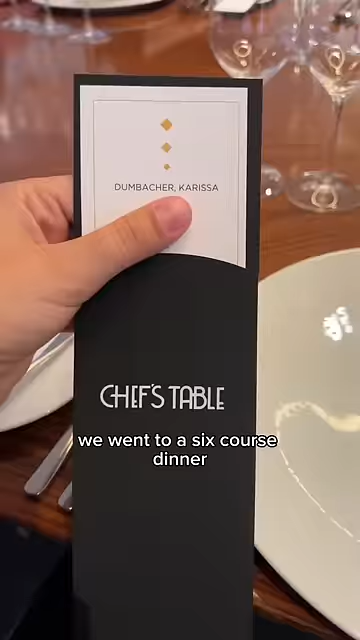 DUMBACHER, KARISSA
CHEF'S TABLE
we went to a six course
dinner